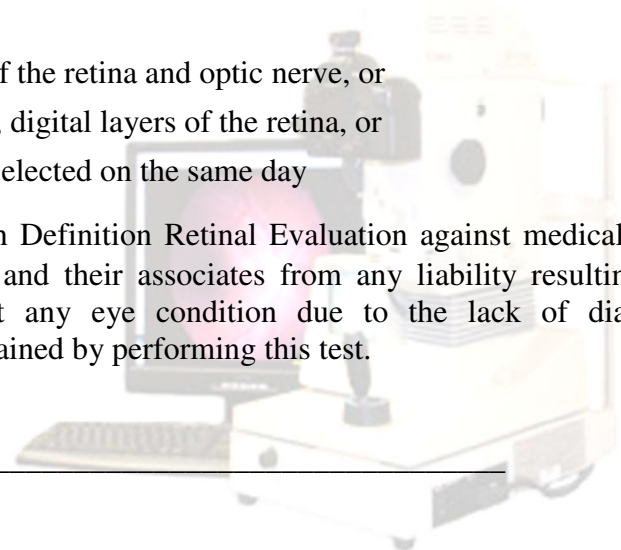 f the retina and optic nerve, or
, digital layers of the retina, or
elected on the same day
n Definition Retinal Evaluation against medical
and their associates from any liability resultin
t any eye condition due to the lack of dia
ained by performing this test.